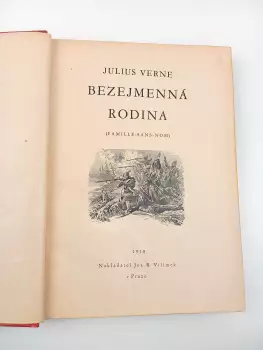 JULIUS VERNE
BEZEJMENNÁ
RODINA
(FAMILLE-SANS-NOM)
Nakladatel Jos. R. Vilímek
v Praze